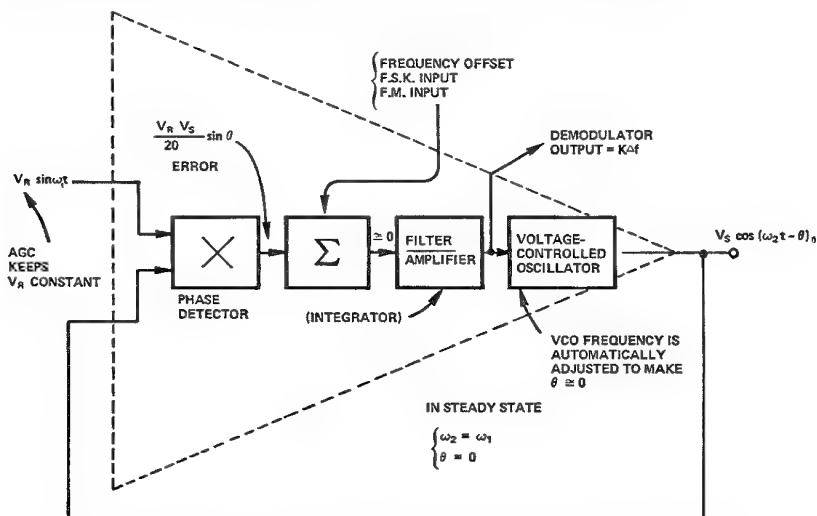 FREQUENCY OFFSET
F.S.K. INPUT
F.M. INPUT
V_R V_S
20
sin θ
ERROR
DEMODULATOR
OUTPUT = KΔf
V_R sinω₁t
≅ 0
V_S cos (ω₂t - θ)
AGC
KEEPS
V_R CONSTANT
×
Σ
FILTER
AMPLIFIER
VOLTAGE-
CONTROLLED
OSCILLATOR
PHASE
DETECTOR
(INTEGRATOR)
VCO FREQUENCY IS
AUTOMATICALLY
ADJUSTED TO MAKE
θ ≅ 0
IN STEADY STATE
ω₂ = ω₁
θ = 0